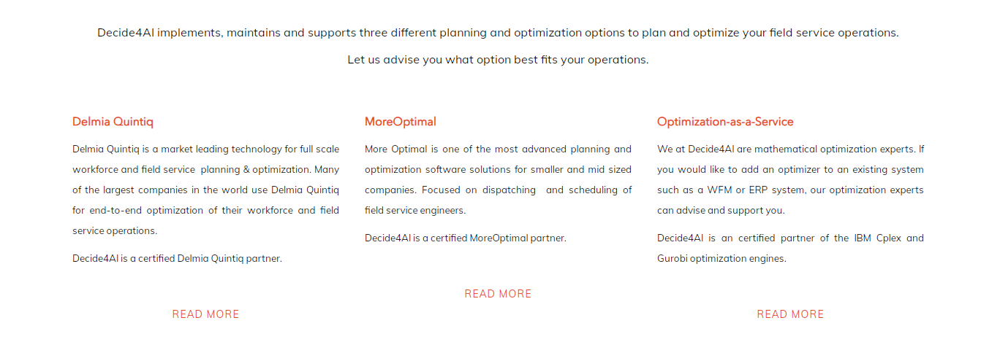 Decide4AI implements, maintains and supports three different planning and optimization options to plan and optimize your field service operations.
Let us advise you what option best fits your operations.
Delmia Quintiq
Delmia Quintiq is a market leading technology for full scale
workforce and field service  planning & optimization. Many
of the largest companies in the world use Delmia Quintiq
for end-to-end optimization of their workforce and field
service operations.
Decide4AI is a certified Delmia Quintiq partner.
READ MORE
MoreOptimal
More Optimal is one of the most advanced planning and
optimization software solutions for smaller and mid sized
companies. Focused on dispatching  and scheduling of
field service engineers.
Decide4AI is a certified MoreOptimal partner.
READ MORE
Optimization-as-a-Service
We at Decide4AI are mathematical optimization experts. If
you would like to add an optimizer to an existing system
such as a WFM or ERP system, our optimization experts
can advise and support you.
Decide4AI is an certified partner of the IBM Cplex and
Gurobi optimization engines.
READ MORE